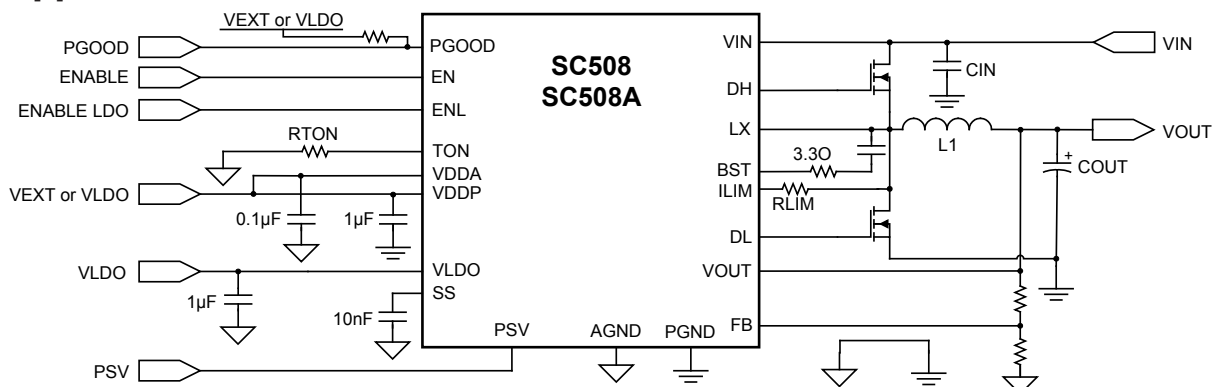 VEXT or VLDO
PGOOD
ENABLE
ENABLE LDO
RTON
VEXT or VLDO
0.1µF
1µF
VLDO
1µF
10nF
PSV
SC508
SC508A
PGOOD
EN
ENL
TON
VDDA
VDDP
VLDO
SS
PSV
AGND
PGND
VIN
DH
LX
BST
ILIM
DL
VOUT
FB
VIN
CIN
L1
VOUT
3.3O
RLIM
+
COUT